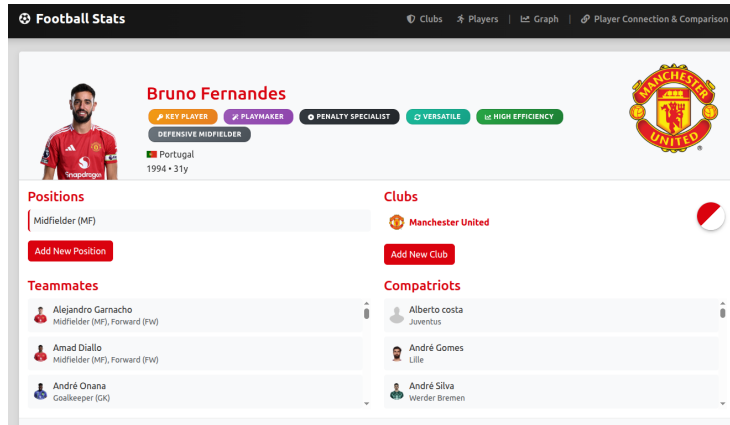 Football Stats
Clubs
Players
Graph
Player Connection & Comparison
Bruno Fernandes
KEY PLAYER
PLAYMAKER
PENALTY SPECIALIST
VERSATILE
HIGH EFFICIENCY
DEFENSIVE MIDFIELDER
Portugal
1994 • 31y
Snapdragon
MANCHESTER
UNITED
Positions
Midfielder (MF)
Add New Position
Clubs
Manchester United
Add New Club
Teammates
Alejandro Garnacho
Midfielder (MF), Forward (FW)
Amad Diallo
Midfielder (MF), Forward (FW)
André Onana
Goalkeeper (GK)
Compatriots
Alberto costa
Juventus
André Gomes
Lille
André Silva
Werder Bremen